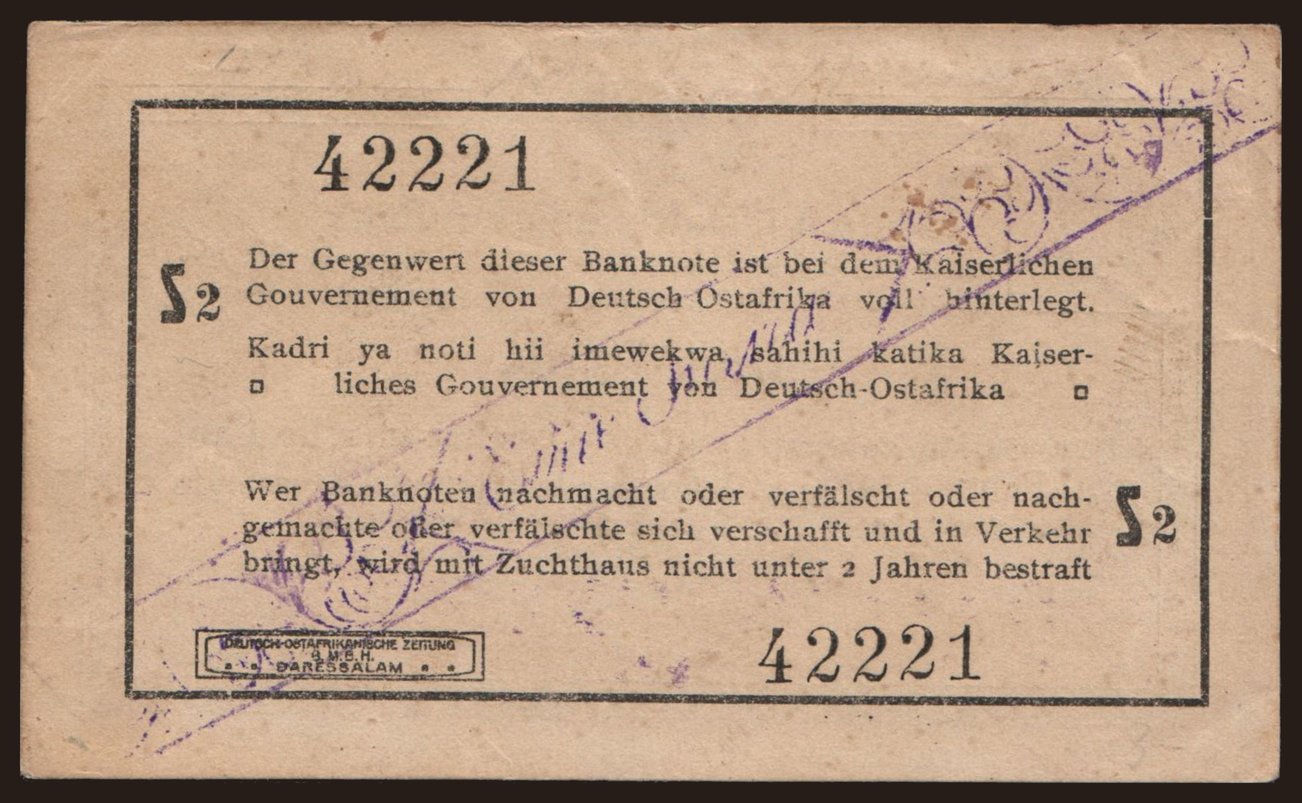 42221
Der Gegenwert dieser Banknote ist bei dem Kaiserlichen
Gouvernement von Deutsch-Ostafrika voll hinterlegt.
S2
Kadri ya noti hii imewekwa sahihi katika Kaiser-
liches Gouvernement von Deutsch-Ostafrika
Wer Banknoten nachmacht oder verfälscht oder nach-
gemachte oder verfälschte sich verschafft und in Verkehr
bringt, wird mit Zuchthaus nicht unter 2 Jahren bestraft
S2
DEUTSCH-OSTAFRIKANISCHE ZEITUNG
G.M.B.H.
DARESSALAM
42221